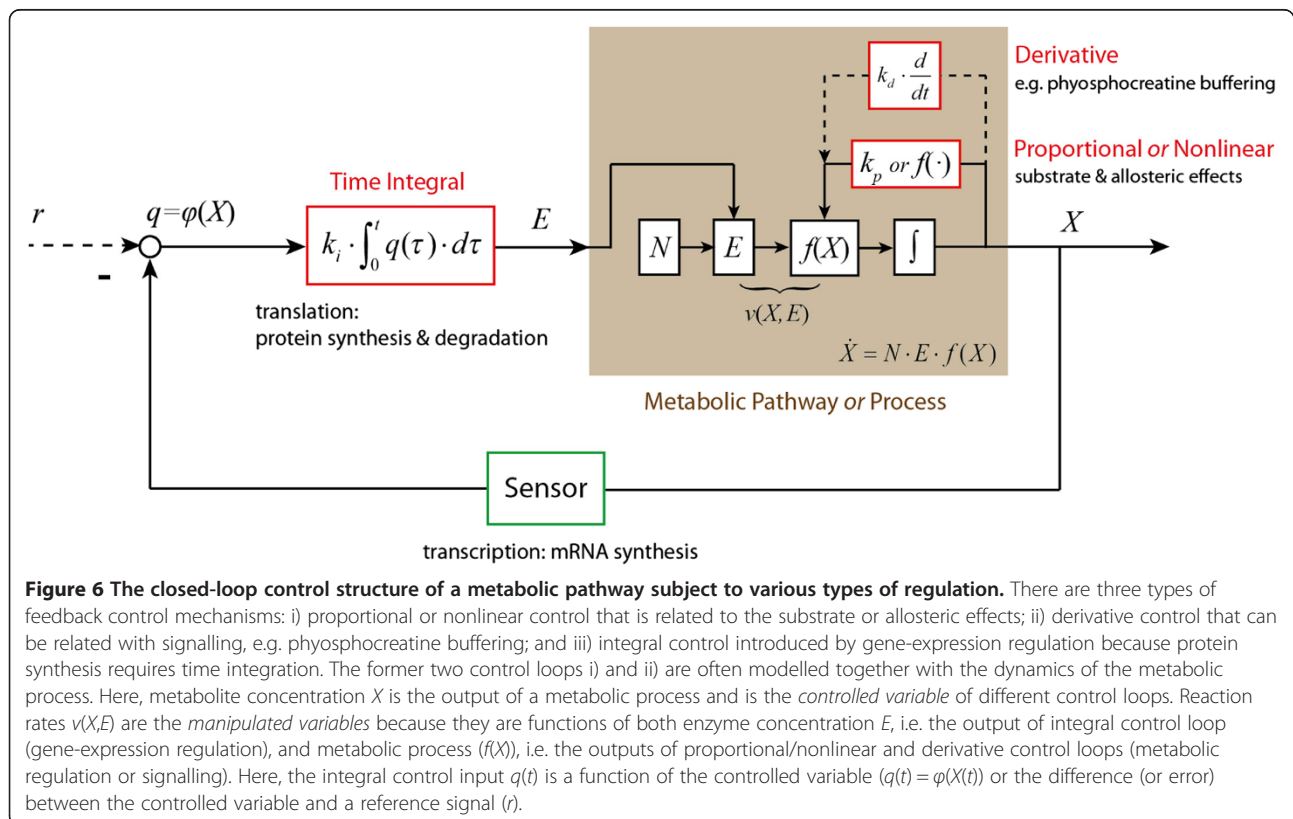 Derivative
e.g. phyosphocreatine buffering
k_d · d/dt
Proportional or Nonlinear
substrate & allosteric effects
k_p or f(·)
Time Integral
r
q=φ(X)
k_i · ∫_0^t q(τ) · dτ
E
N
E
f(X)
∫
X
-
v(X,E)
translation:
protein synthesis & degradation
Ẋ = N · E · f(X)
Metabolic Pathway or Process
Sensor
transcription: mRNA synthesis
Figure 6 The closed-loop control structure of a metabolic pathway subject to various types of regulation. There are three types of
feedback control mechanisms: i) proportional or nonlinear control that is related to the substrate or allosteric effects; ii) derivative control that can
be related with signalling, e.g. phyosphocreatine buffering; and iii) integral control introduced by gene-expression regulation because protein
synthesis requires time integration. The former two control loops i) and ii) are often modelled together with the dynamics of the metabolic
process. Here, metabolite concentration X is the output of a metabolic process and is the controlled variable of different control loops. Reaction
rates v(X,E) are the manipulated variables because they are functions of both enzyme concentration E, i.e. the output of integral control loop
(gene-expression regulation), and metabolic process (f(X)), i.e. the outputs of proportional/nonlinear and derivative control loops (metabolic
regulation or signalling). Here, the integral control input q(t) is a function of the controlled variable (q(t) = φ(X(t)) or the difference (or error)
between the controlled variable and a reference signal (r).